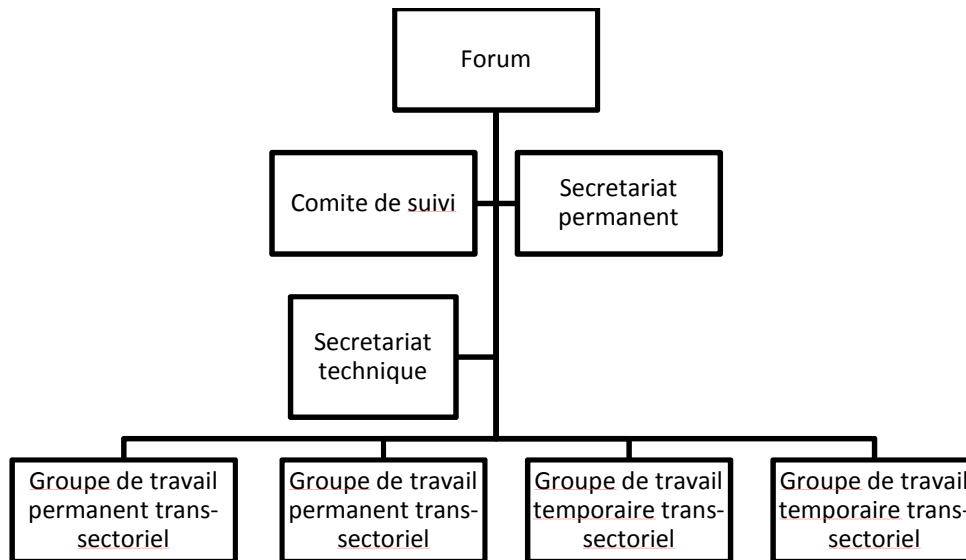 Forum
Comite de suivi
Secretariat
permanent
Secretariat
technique
Groupe de travail
permanent trans-
sectoriel
Groupe de travail
permanent trans-
sectoriel
Groupe de travail
temporaire trans-
sectoriel
Groupe de travail
temporaire trans-
sectoriel